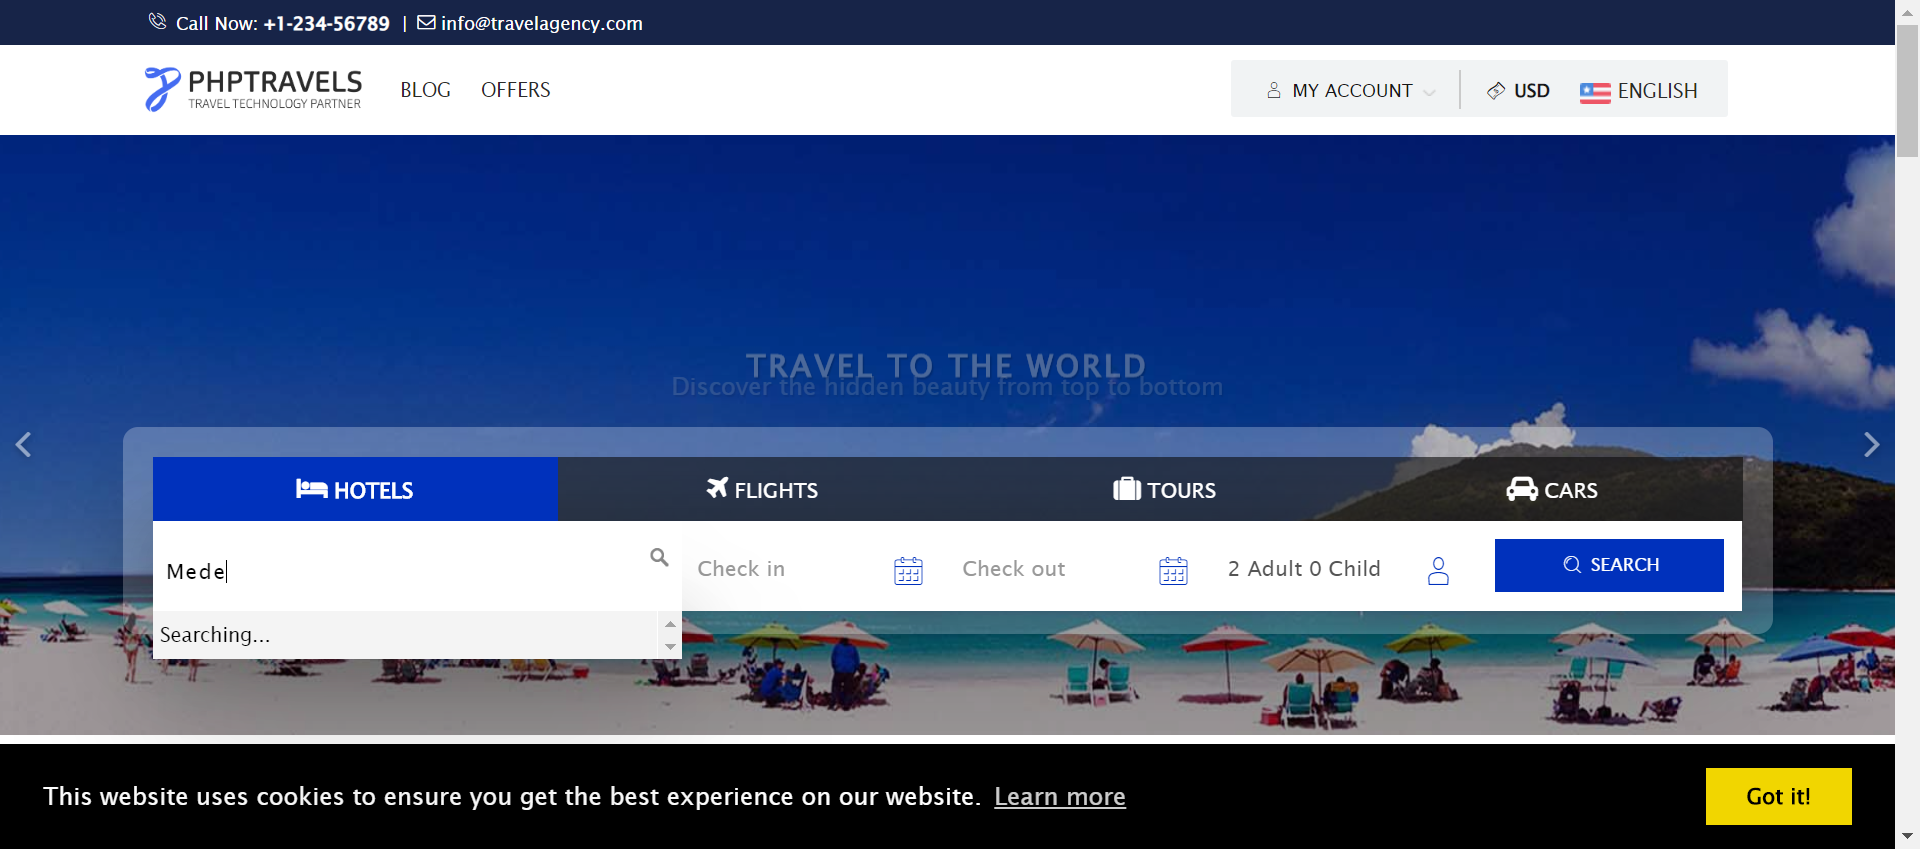 Call Now: +1-234-56789 | info@travelagency.com
PHPTRAVELS
TRAVEL TECHNOLOGY PARTNER
BLOG OFFERS
MY ACCOUNT USD ENGLISH
TRAVEL TO THE WORLD
Discover the hidden beauty from top to bottom
HOTELS FLIGHTS TOURS CARS
Mede Check in Check out 2 Adult 0 Child SEARCH
Searching...
This website uses cookies to ensure you get the best experience on our website. Learn more Got it!